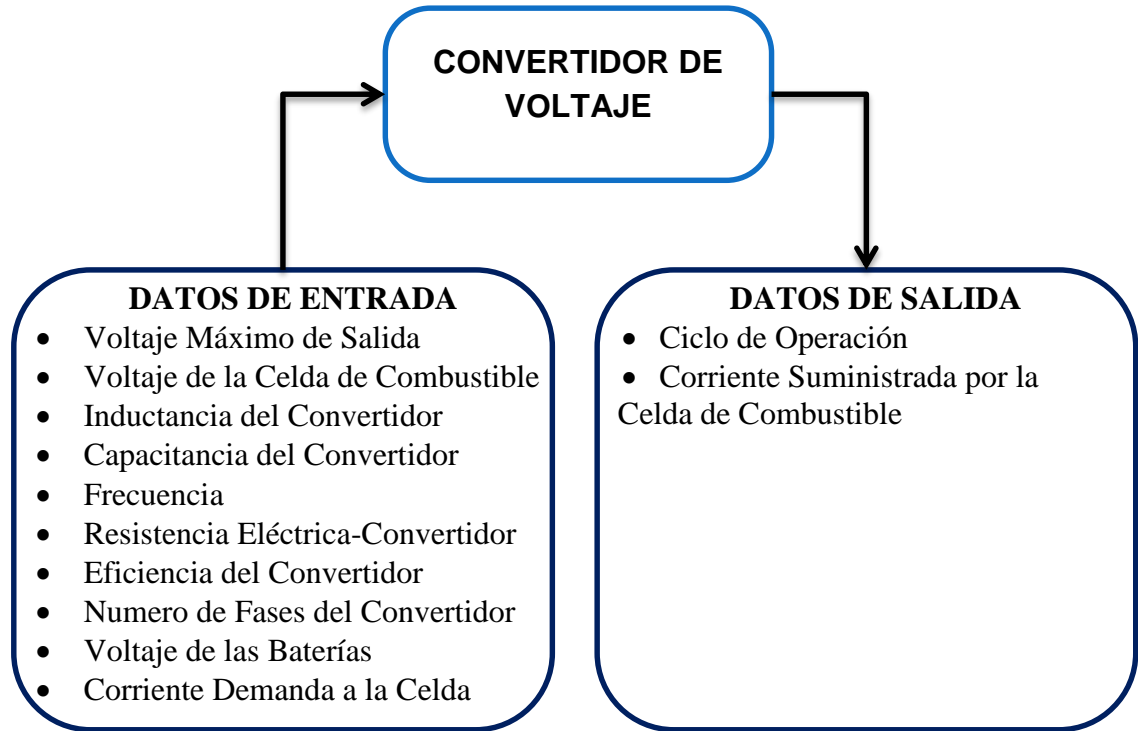 CONVERTIDOR DE
VOLTAJE
DATOS DE ENTRADA
• Voltaje Máximo de Salida
• Voltaje de la Celda de Combustible
• Inductancia del Convertidor
• Capacitancia del Convertidor
• Frecuencia
• Resistencia Eléctrica-Convertidor
• Eficiencia del Convertidor
• Numero de Fases del Convertidor
• Voltaje de las Baterías
• Corriente Demanda a la Celda
DATOS DE SALIDA
• Ciclo de Operación
• Corriente Suministrada por la
Celda de Combustible